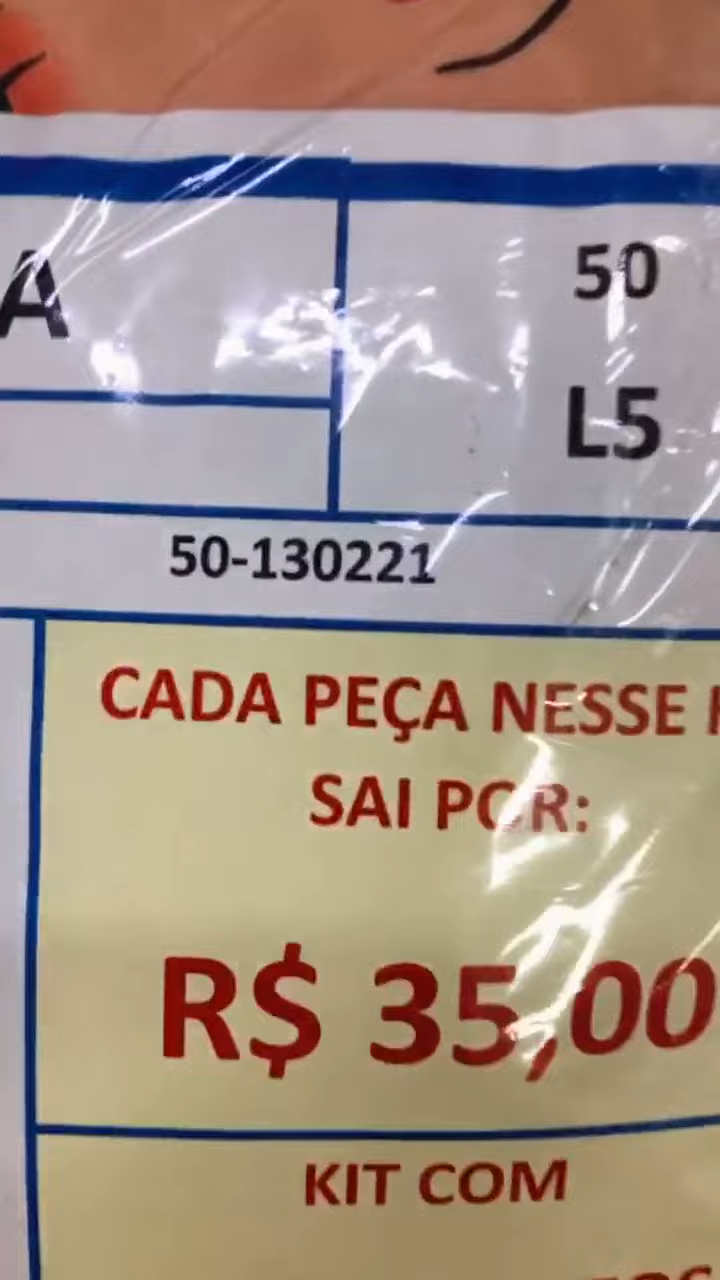 A
50
L5
50-130221
CADA PEÇA NESSE
SAI POR:
R$ 35,00
KIT COM